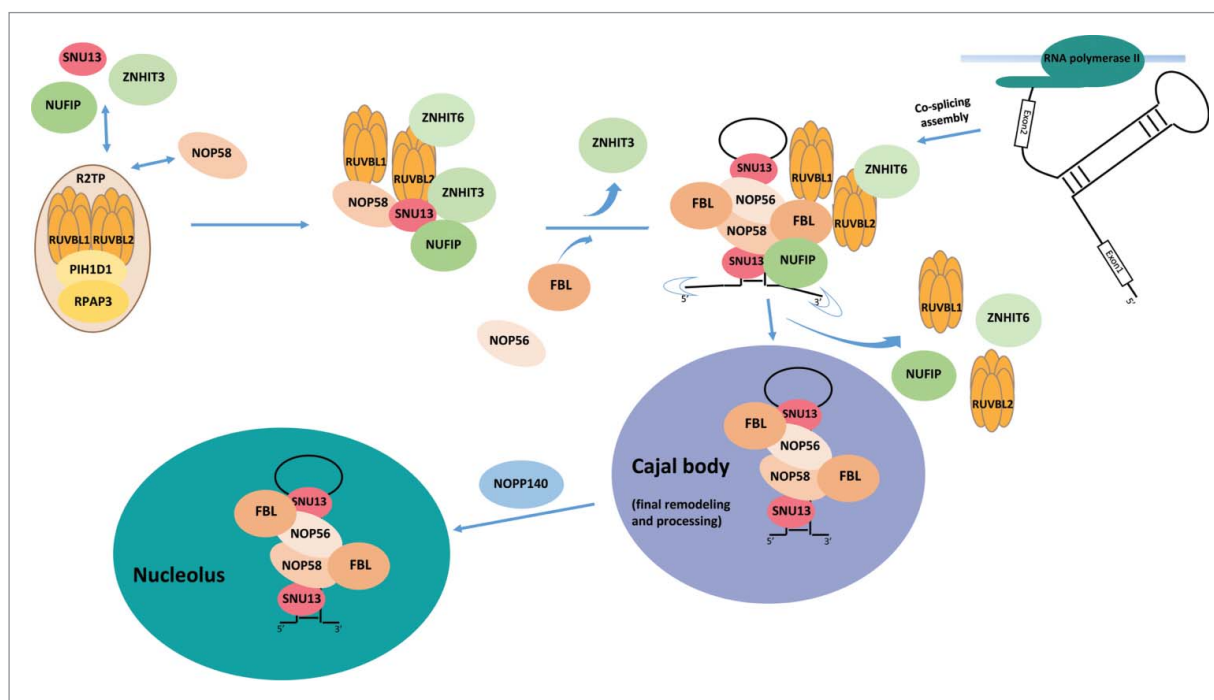 SNU13
ZNHIT3
NUFIP
NOP58
R2TP
RUVBL1
RUVBL2
PIH1D1
RPAP3
ZNHIT6
RUVBL1
RUVBL2
ZNHIT3
NOP58
SNU13
NUFIP
ZNHIT3
FBL
NOP56
SNU13
RUVBL1
ZNHIT6
FBL
NOP56
FBL
RUVBL2
NOP58
SNU13
NUFIP
5’
3’
Co-splicing
assembly
RNA polymerase II
Exon2
Exon1
5’
RUVBL1
ZNHIT6
NUFIP
RUVBL2
Cajal body
(final remodeling
and processing)
SNU13
FBL
NOP56
NOP58
FBL
SNU13
5’
3’
NOPP140
Nucleolus
SNU13
FBL
NOP56
NOP58
FBL
SNU13
5’
3’